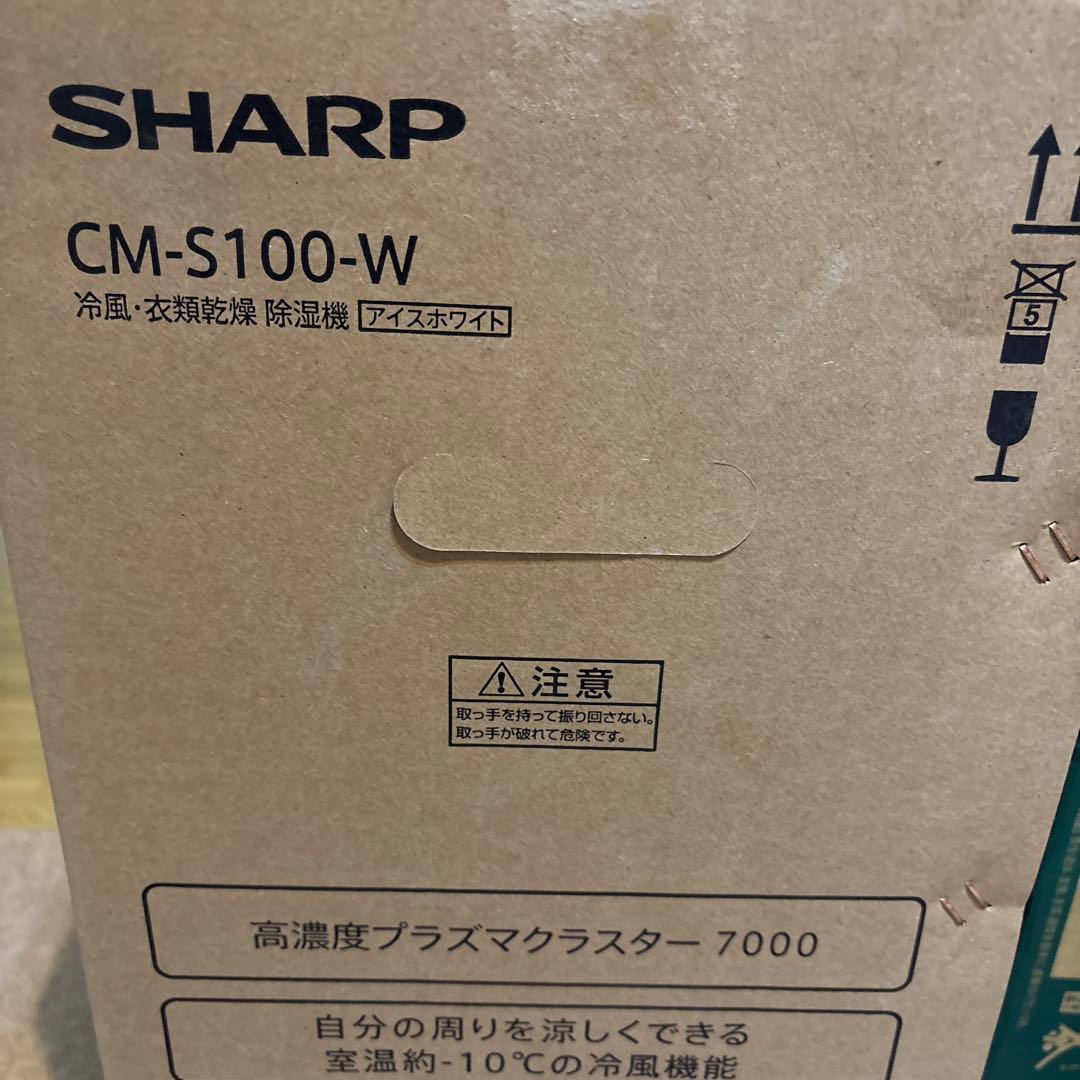 SHARP
CM-S100-W
冷風・衣類乾燥 除湿機 アイスホワイト
5
注意
取っ手を持って振り回さない。
取っ手が破れて危険です。
高濃度プラズマクラスター 7000
自分の周りを涼しくできる
室温約-10℃の冷風機能